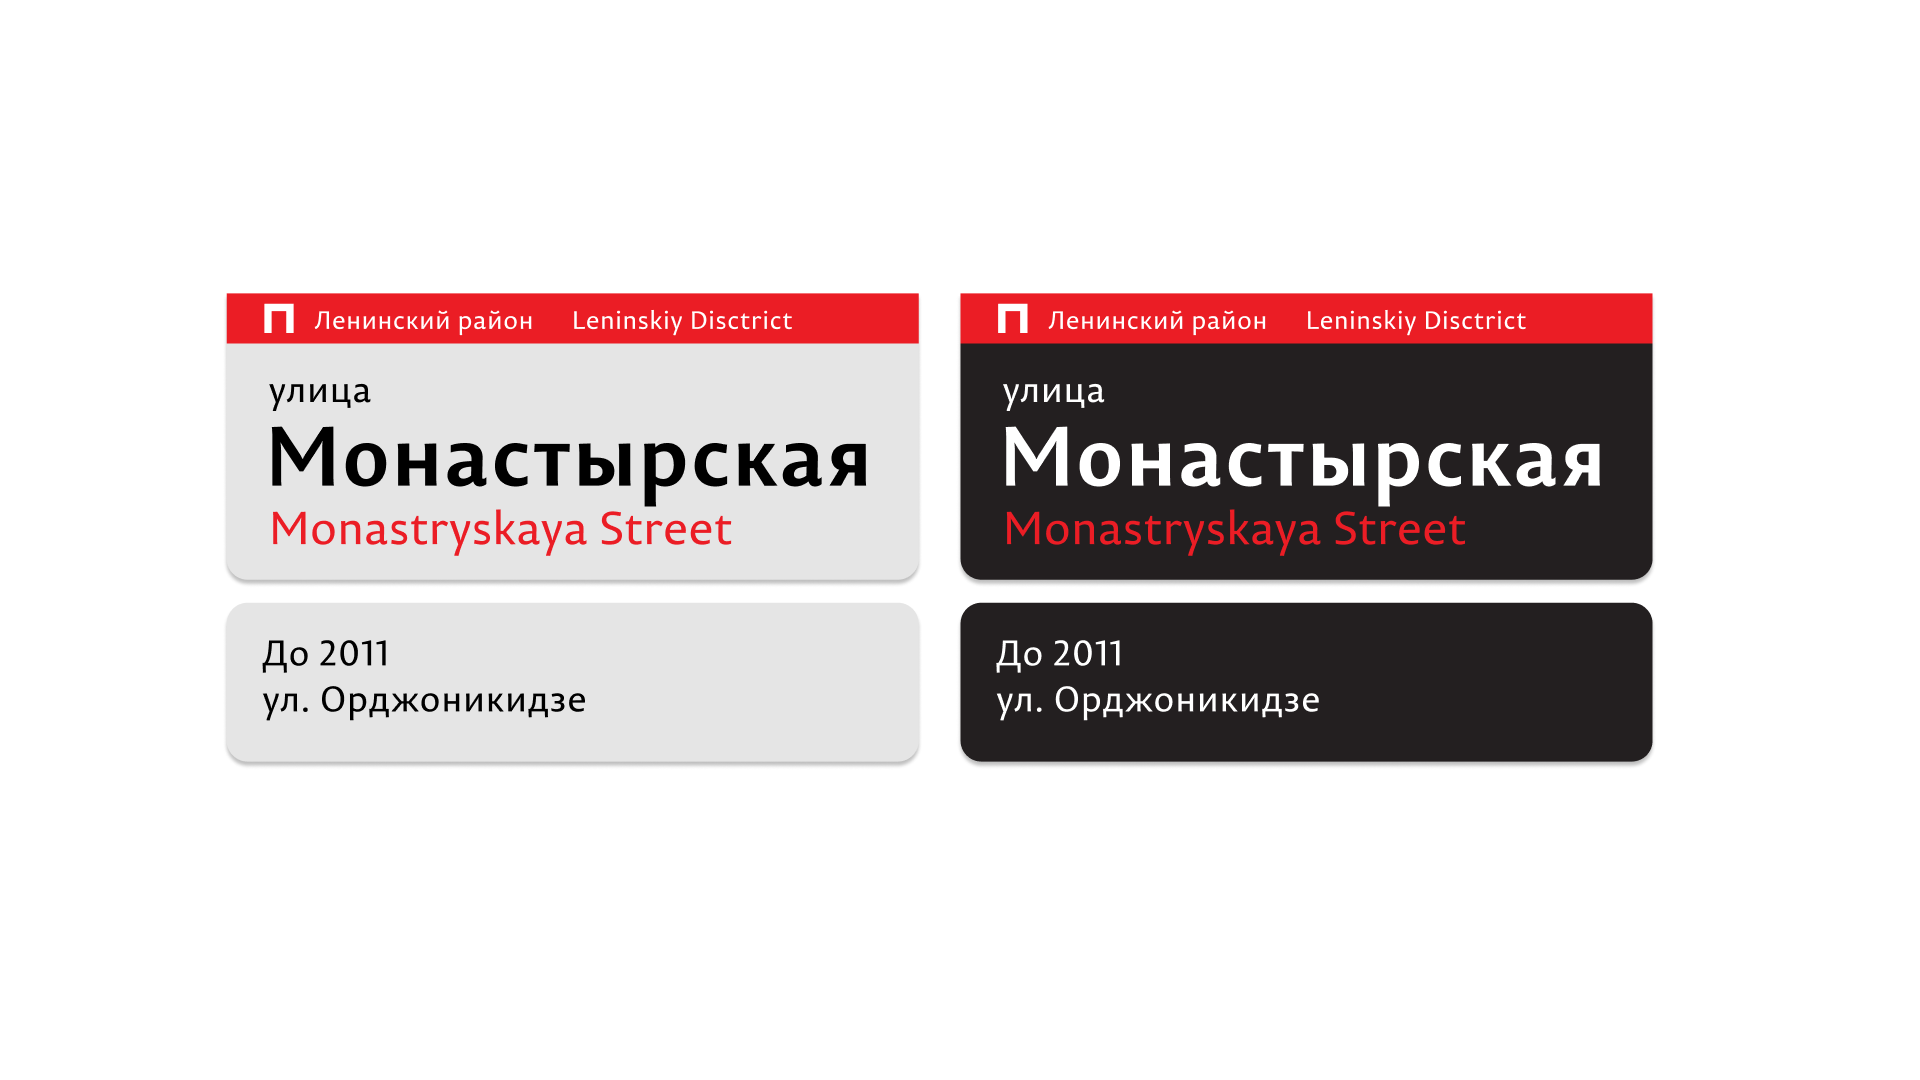 П Ленинский район Leninskiy Disctrict
улица
Монастырская
Monastryskaya Street
До 2011
ул. Орджоникидзе
П Ленинский район Leninskiy Disctrict
улица
Монастырская
Monastryskaya Street
До 2011
ул. Орджоникидзе